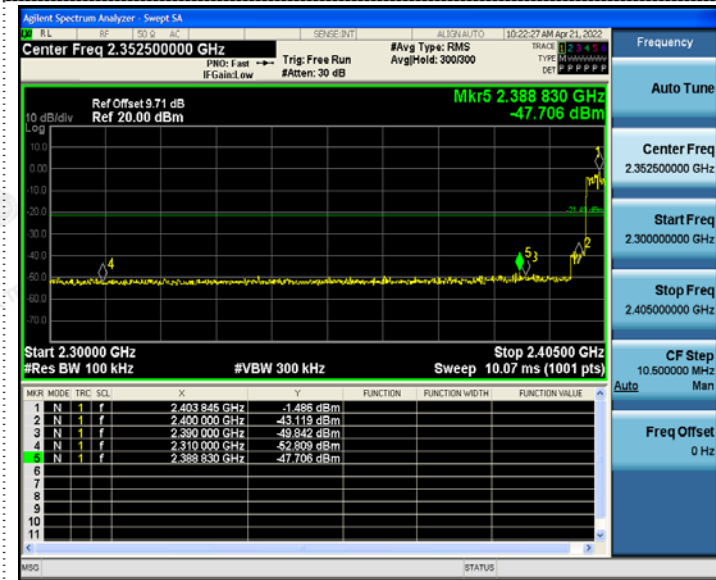 Agilent Spectrum Analyzer - Swept SA
RL RF 50 Ω AC SENSE:INT ALIGN AUTO 10:22:27 AM Apr 21, 2022
Center Freq 2.352500000 GHz
PNO: Fast
IFGain:Low
Trig: Free Run
#Atten: 30 dB
#Avg Type: RMS
Avg|Hold: 300/300
TRACE 1 2 3 4 5 6
TYPE M W W W W W
DET P P P P P P
Ref Offset 9.71 dB
10 dB/div Ref 20.00 dBm
Log
Mkr5 2.388 830 GHz
-47.706 dBm
10.0
0.00
-10.0
-20.0
-30.0
-40.0
-50.0
-60.0
-70.0
1
2
3
4
5
-21.49 dBm
Start 2.30000 GHz Stop 2.40500 GHz
#Res BW 100 kHz #VBW 300 kHz Sweep 10.07 ms (1001 pts)
MKR MODE TRC SCL X Y FUNCTION FUNCTION WIDTH FUNCTION VALUE
1 N 1 f 2.403 845 GHz -1.486 dBm
2 N 1 f 2.400 000 GHz -43.119 dBm
3 N 1 f 2.390 000 GHz -49.842 dBm
4 N 1 f 2.310 000 GHz -52.809 dBm
5 N 1 f 2.388 830 GHz -47.706 dBm
6
7
8
9
10
11
MSG STATUS
Frequency
Auto Tune
Center Freq
2.352500000 GHz
Start Freq
2.300000000 GHz
Stop Freq
2.405000000 GHz
CF Step
10.500000 MHz
Auto Man
Freq Offset
0 Hz